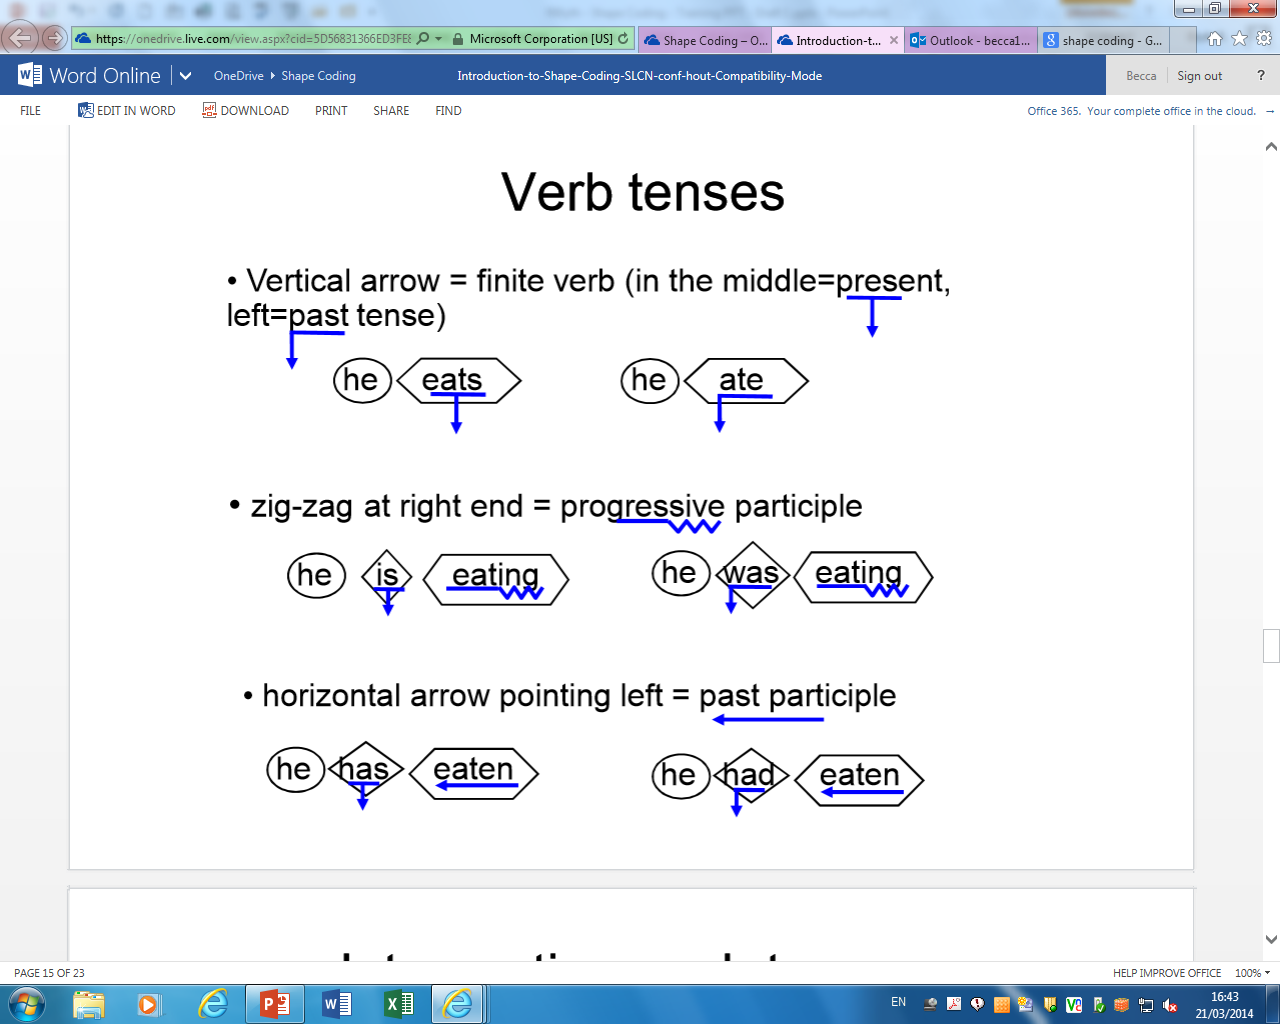 https://onedrive.live.com/view.aspx?cid=5D56831366ED3FEE
Microsoft Corporation [US]
Shape Coding – O...
Introduction-t...
Outlook - becca1...
shape coding - G...
Word Online
OneDrive
Shape Coding
Introduction-to-Shape-Coding-SLCN-conf-hout-Compatibility-Mode
Becca
Sign out
?
FILE
EDIT IN WORD
DOWNLOAD
PRINT
SHARE
FIND
Office 365. Your complete office in the cloud. →
Verb tenses
• Vertical arrow = finite verb (in the middle=present,
left=past tense)
he eats
he ate
• zig-zag at right end = progressive participle
he is eating
he was eating
• horizontal arrow pointing left = past participle
he has eaten
he had eaten
PAGE 15 OF 23
HELP IMPROVE OFFICE
100%
EN
16:43
21/03/2014